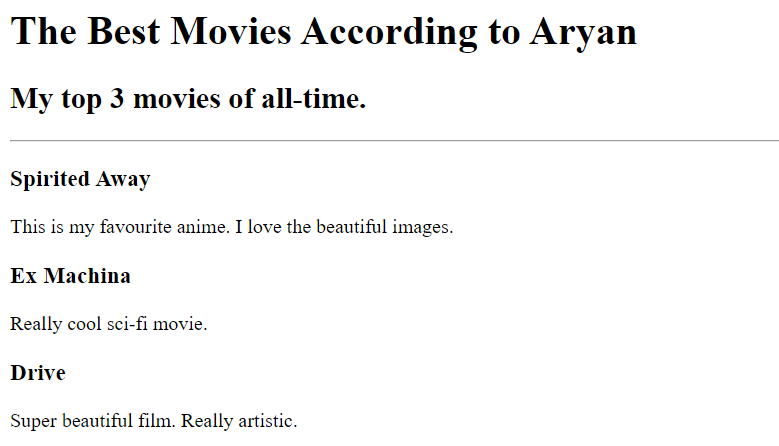 The Best Movies According to Aryan
My top 3 movies of all-time.
Spirited Away
This is my favourite anime. I love the beautiful images.
Ex Machina
Really cool sci-fi movie.
Drive
Super beautiful film. Really artistic.